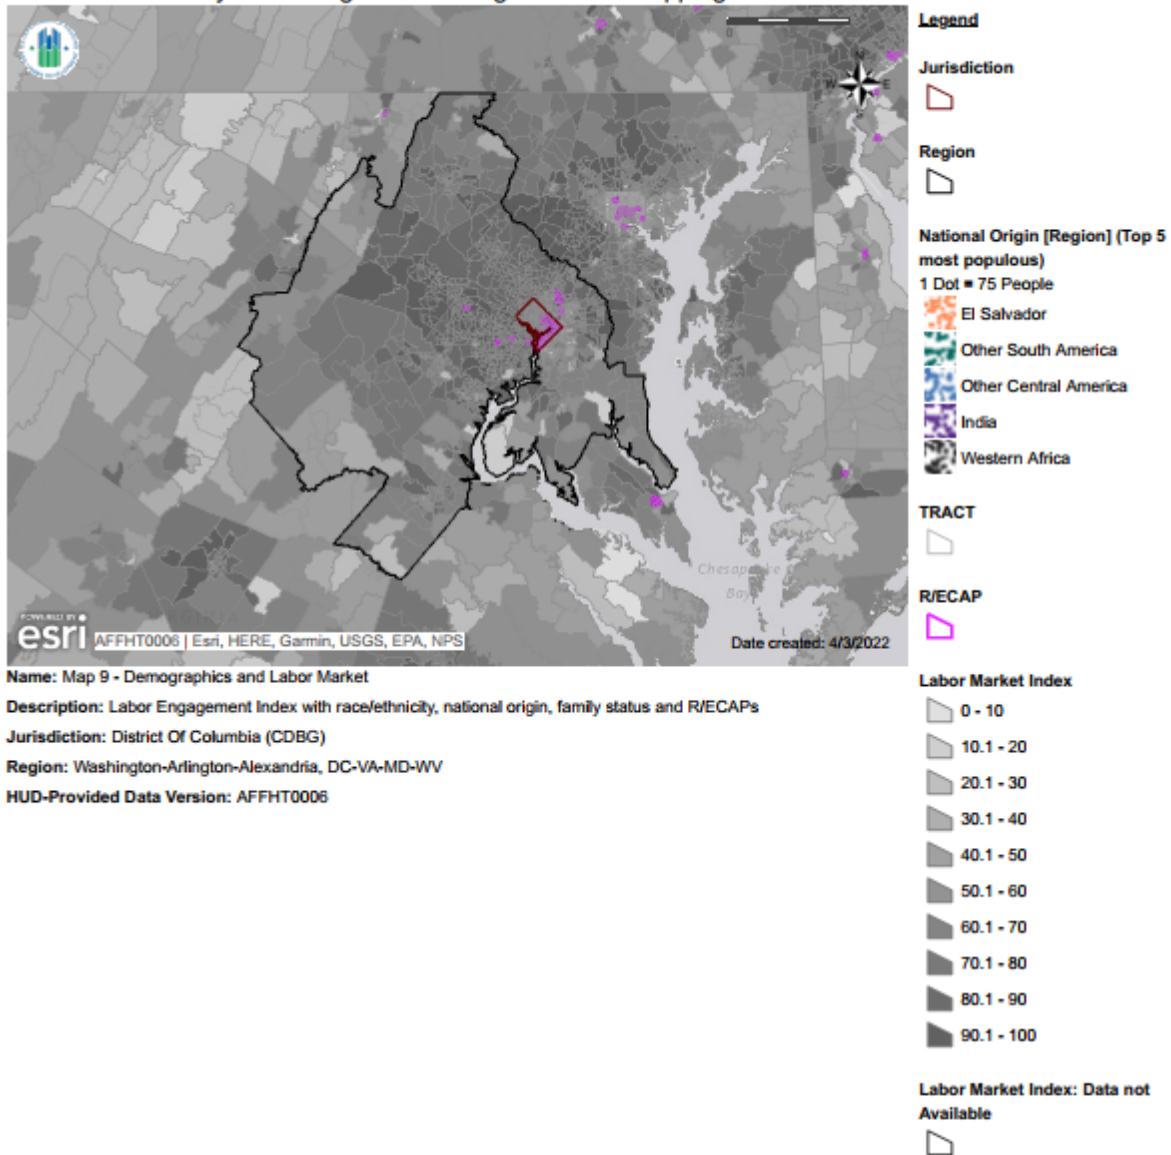 Legend
Jurisdiction
Region
National Origin [Region] (Top 5
most populous)
1 Dot = 75 People
El Salvador
Other South America
Other Central America
India
Western Africa
TRACT
R/ECAP
Labor Market Index
0 - 10
10.1 - 20
20.1 - 30
30.1 - 40
40.1 - 50
50.1 - 60
60.1 - 70
70.1 - 80
80.1 - 90
90.1 - 100
Labor Market Index: Data not
Available
0
N
W E
S
Chesapeake
Bay
POWERED BY
esri
AFFHT0006 | Esri, HERE, Garmin, USGS, EPA, NPS
Date created: 4/3/2022
Name: Map 9 - Demographics and Labor Market
Description: Labor Engagement Index with race/ethnicity, national origin, family status and R/ECAPs
Jurisdiction: District Of Columbia (CDBG)
Region: Washington-Arlington-Alexandria, DC-VA-MD-WV
HUD-Provided Data Version: AFFHT0006